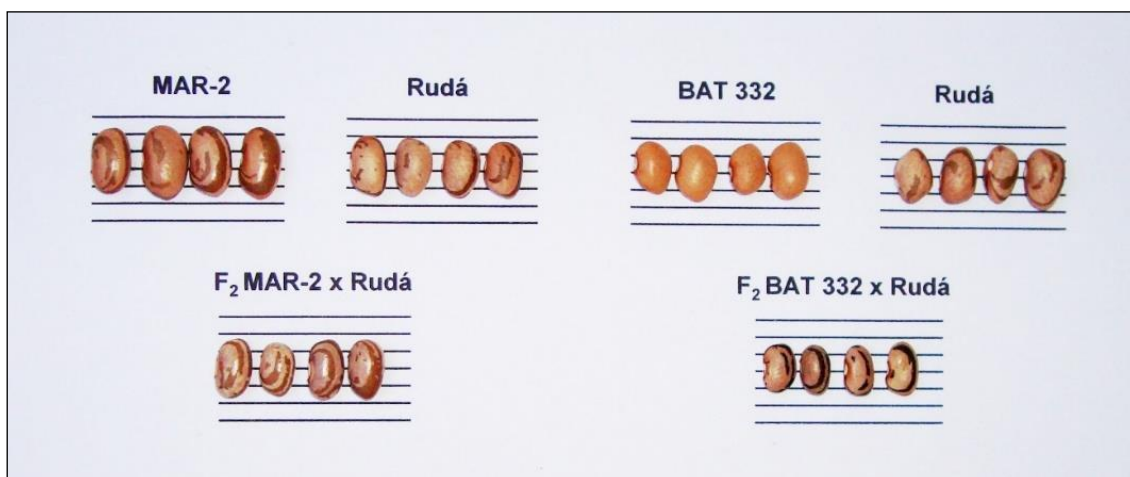 MAR-2
Rudá
BAT 332
Rudá
F₂ MAR-2 x Rudá
F₂ BAT 332 x Rudá